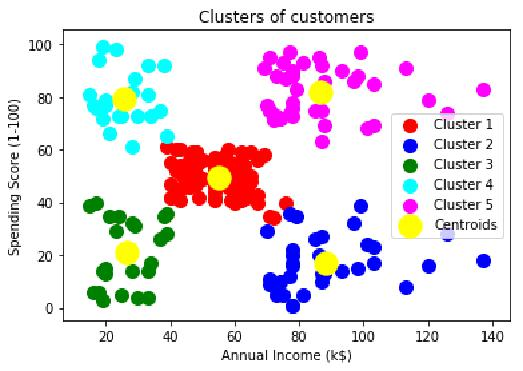 Clusters of customers
Spending Score (1-100)
100
80
60
40
20
0
Cluster 1
Cluster 2
Cluster 3
Cluster 4
Cluster 5
Centroids
20 40 60 80 100 120 140
Annual Income (k$)